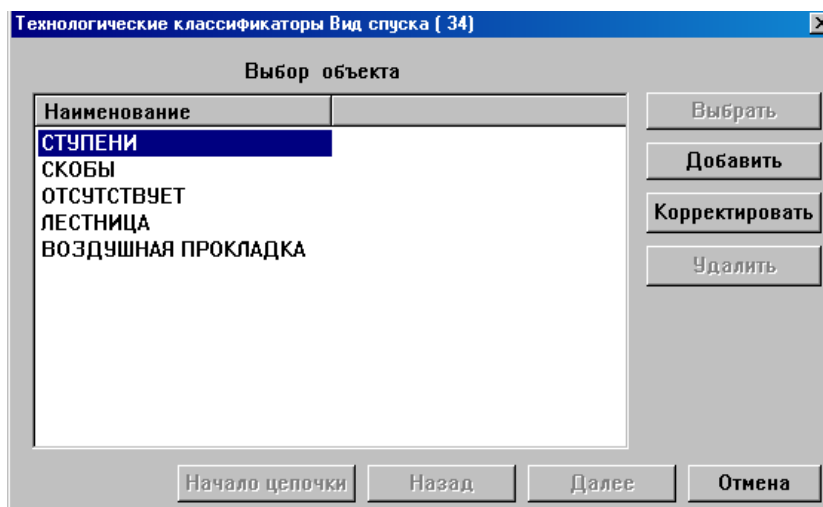 Технологические классификаторы Вид спуска ( 34)
Выбор объекта
Наименование
СТУПЕНИ
СКОБЫ
ОТСУТСТВУЕТ
ЛЕСТНИЦА
ВОЗДУШНАЯ ПРОКЛАДКА
Выбрать
Добавить
Корректировать
Удалить
Начало цепочки Назад Далее Отмена